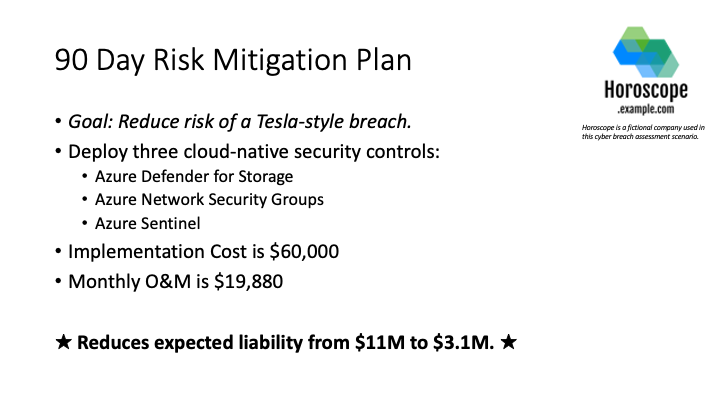 90 Day Risk Mitigation Plan
Horoscope
.example.com
Horoscope is a fictional company used in
this cyber breach assessment scenario.
• Goal: Reduce risk of a Tesla-style breach.
• Deploy three cloud-native security controls:
• Azure Defender for Storage
• Azure Network Security Groups
• Azure Sentinel
• Implementation Cost is $60,000
• Monthly O&M is $19,880
★ Reduces expected liability from $11M to $3.1M. ★